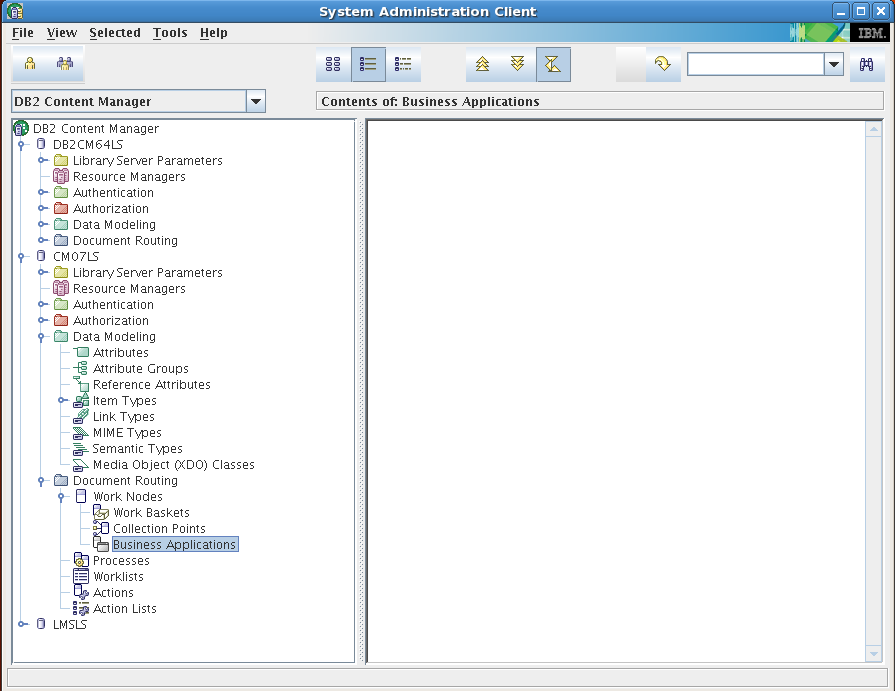 System Administration Client
File View Selected Tools Help
IBM.
DB2 Content Manager
Contents of: Business Applications
DB2 Content Manager
DB2CM64LS
Library Server Parameters
Resource Managers
Authentication
Authorization
Data Modeling
Document Routing
CM07LS
Library Server Parameters
Resource Managers
Authentication
Authorization
Data Modeling
Attributes
Attribute Groups
Reference Attributes
Item Types
Link Types
MIME Types
Semantic Types
Media Object (XDO) Classes
Document Routing
Work Nodes
Work Baskets
Collection Points
Business Applications
Processes
Worklists
Actions
Action Lists
LMSLS